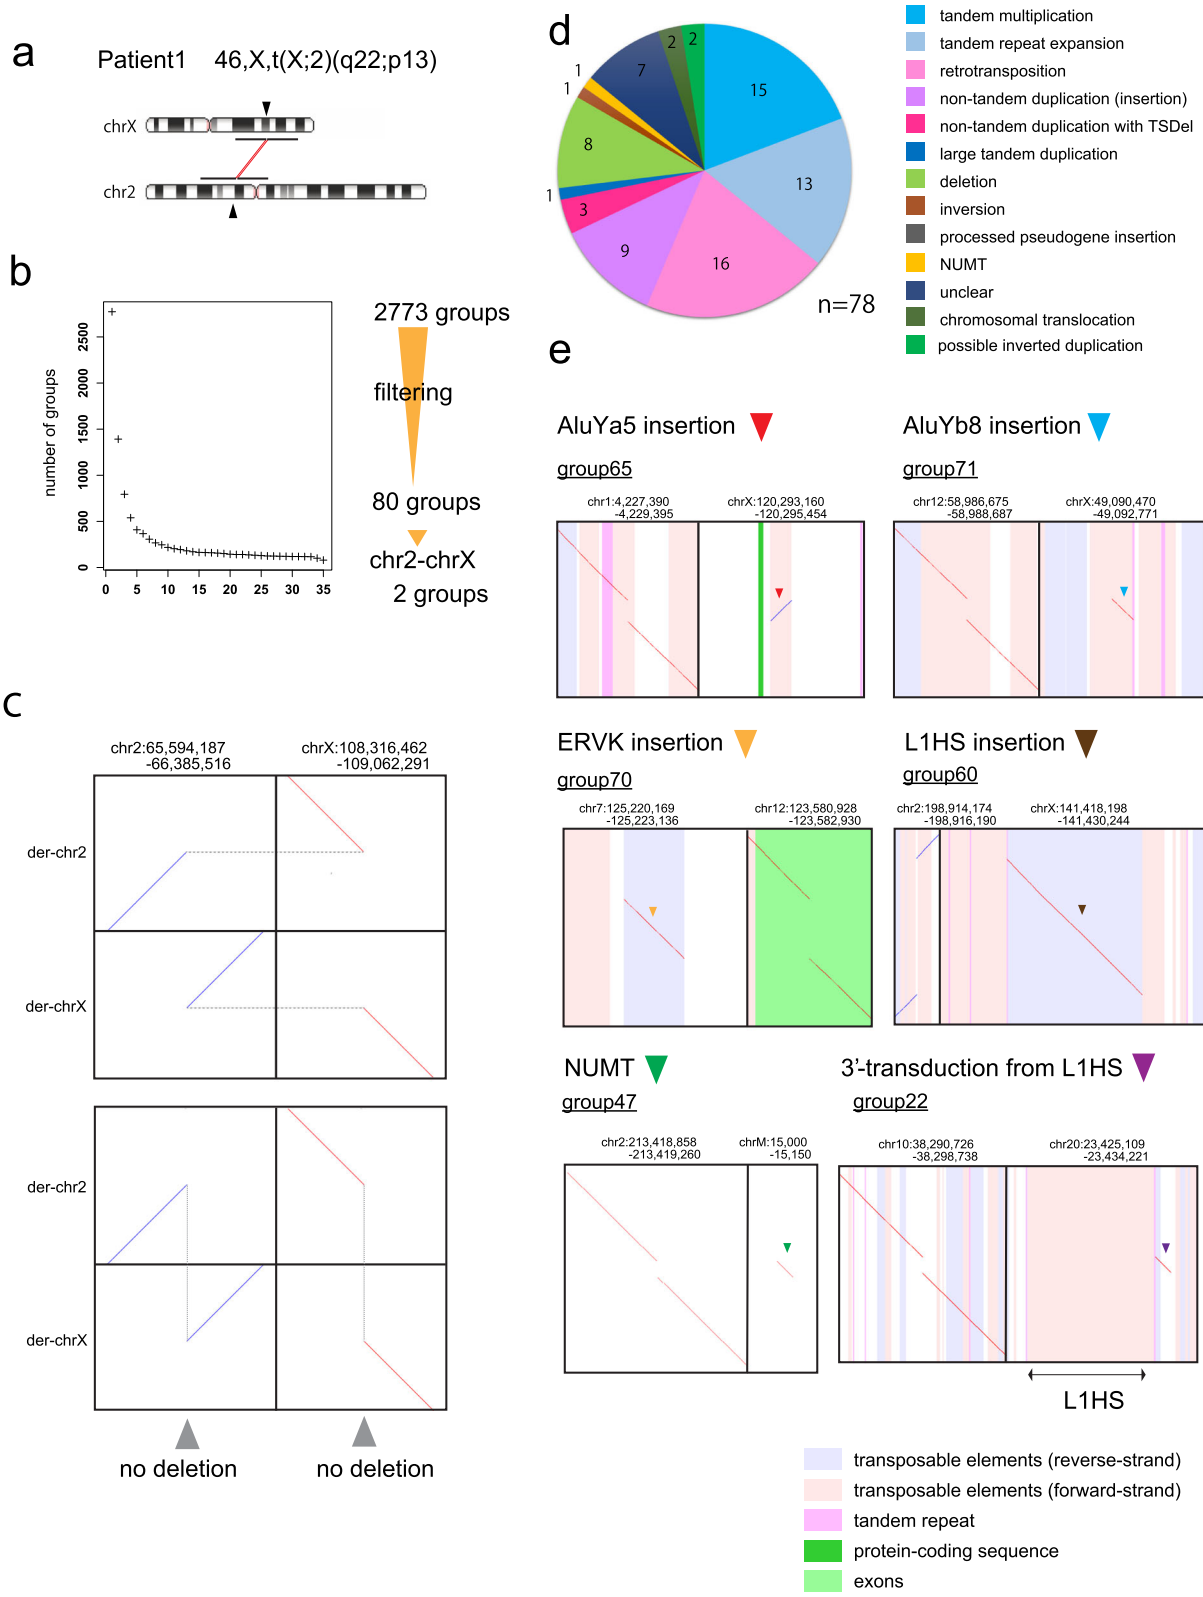 a
Patient1 46,X,t(X;2)(q22;p13)
chrX
chr2
b
number of groups
2500
2000
1500
1000
500
0
0 5 10 15 20 25 30 35
2773 groups
filtering
80 groups
chr2-chrX
2 groups
c
chr2:65,594,187
-66,385,516
chrX:108,316,462
-109,062,291
der-chr2
der-chrX
der-chr2
der-chrX
no deletion
no deletion
d
15
13
16
9
3
1
8
1
1
7
2
2
n=78
tandem multiplication
tandem repeat expansion
retrotransposition
non-tandem duplication (insertion)
non-tandem duplication with TSDel
large tandem duplication
deletion
inversion
processed pseudogene insertion
NUMT
unclear
chromosomal translocation
possible inverted duplication
e
AluYa5 insertion
group65
chr1:4,227,390
-4,229,395
chrX:120,293,160
-120,295,454
AluYb8 insertion
group71
chr12:58,986,675
-58,988,687
chrX:49,090,470
-49,092,771
ERVK insertion
group70
chr7:125,220,169
-125,223,136
chr12:123,580,928
-123,582,930
L1HS insertion
group60
chr2:198,914,174
-198,916,190
chrX:141,418,198
-141,430,244
NUMT
group47
chr2:213,418,858
-213,419,260
chrM:15,000
-15,150
3’-transduction from L1HS
group22
chr10:38,290,726
-38,298,738
chr20:23,425,109
-23,434,221
L1HS
transposable elements (reverse-strand)
transposable elements (forward-strand)
tandem repeat
protein-coding sequence
exons